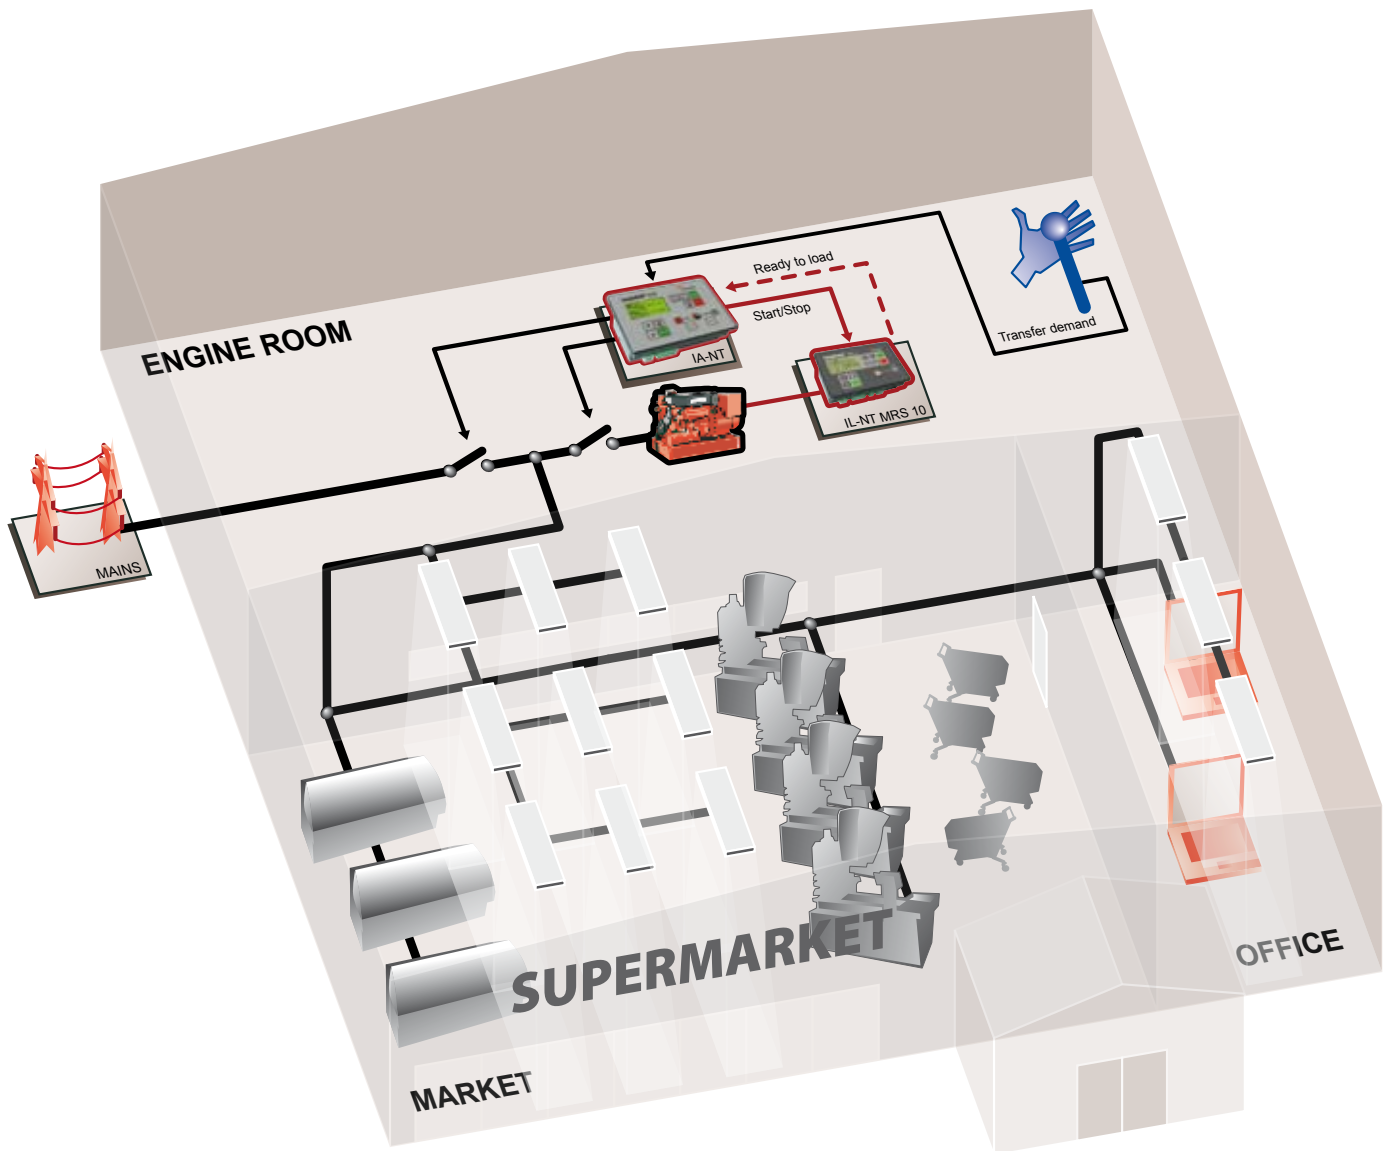 ENGINE ROOM
Ready to load
Start/Stop
Transfer demand
IA-NT
IL-NT MRS 10
MAINS
SUPERMARKET
OFFICE
MARKET